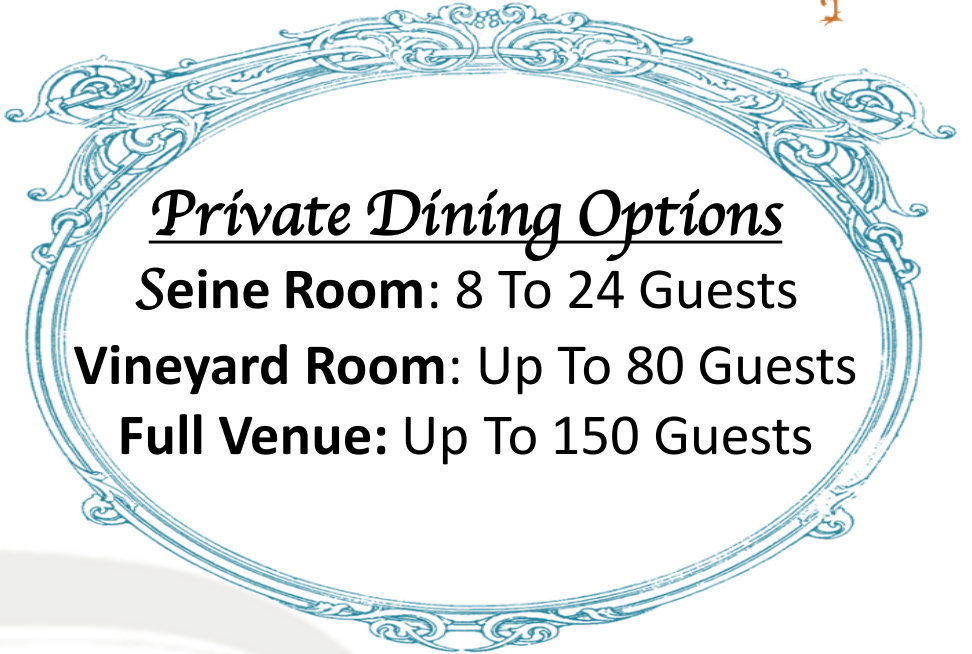 Private Dining Options
Seine Room: 8 To 24 Guests
Vineyard Room: Up To 80 Guests
Full Venue: Up To 150 Guests